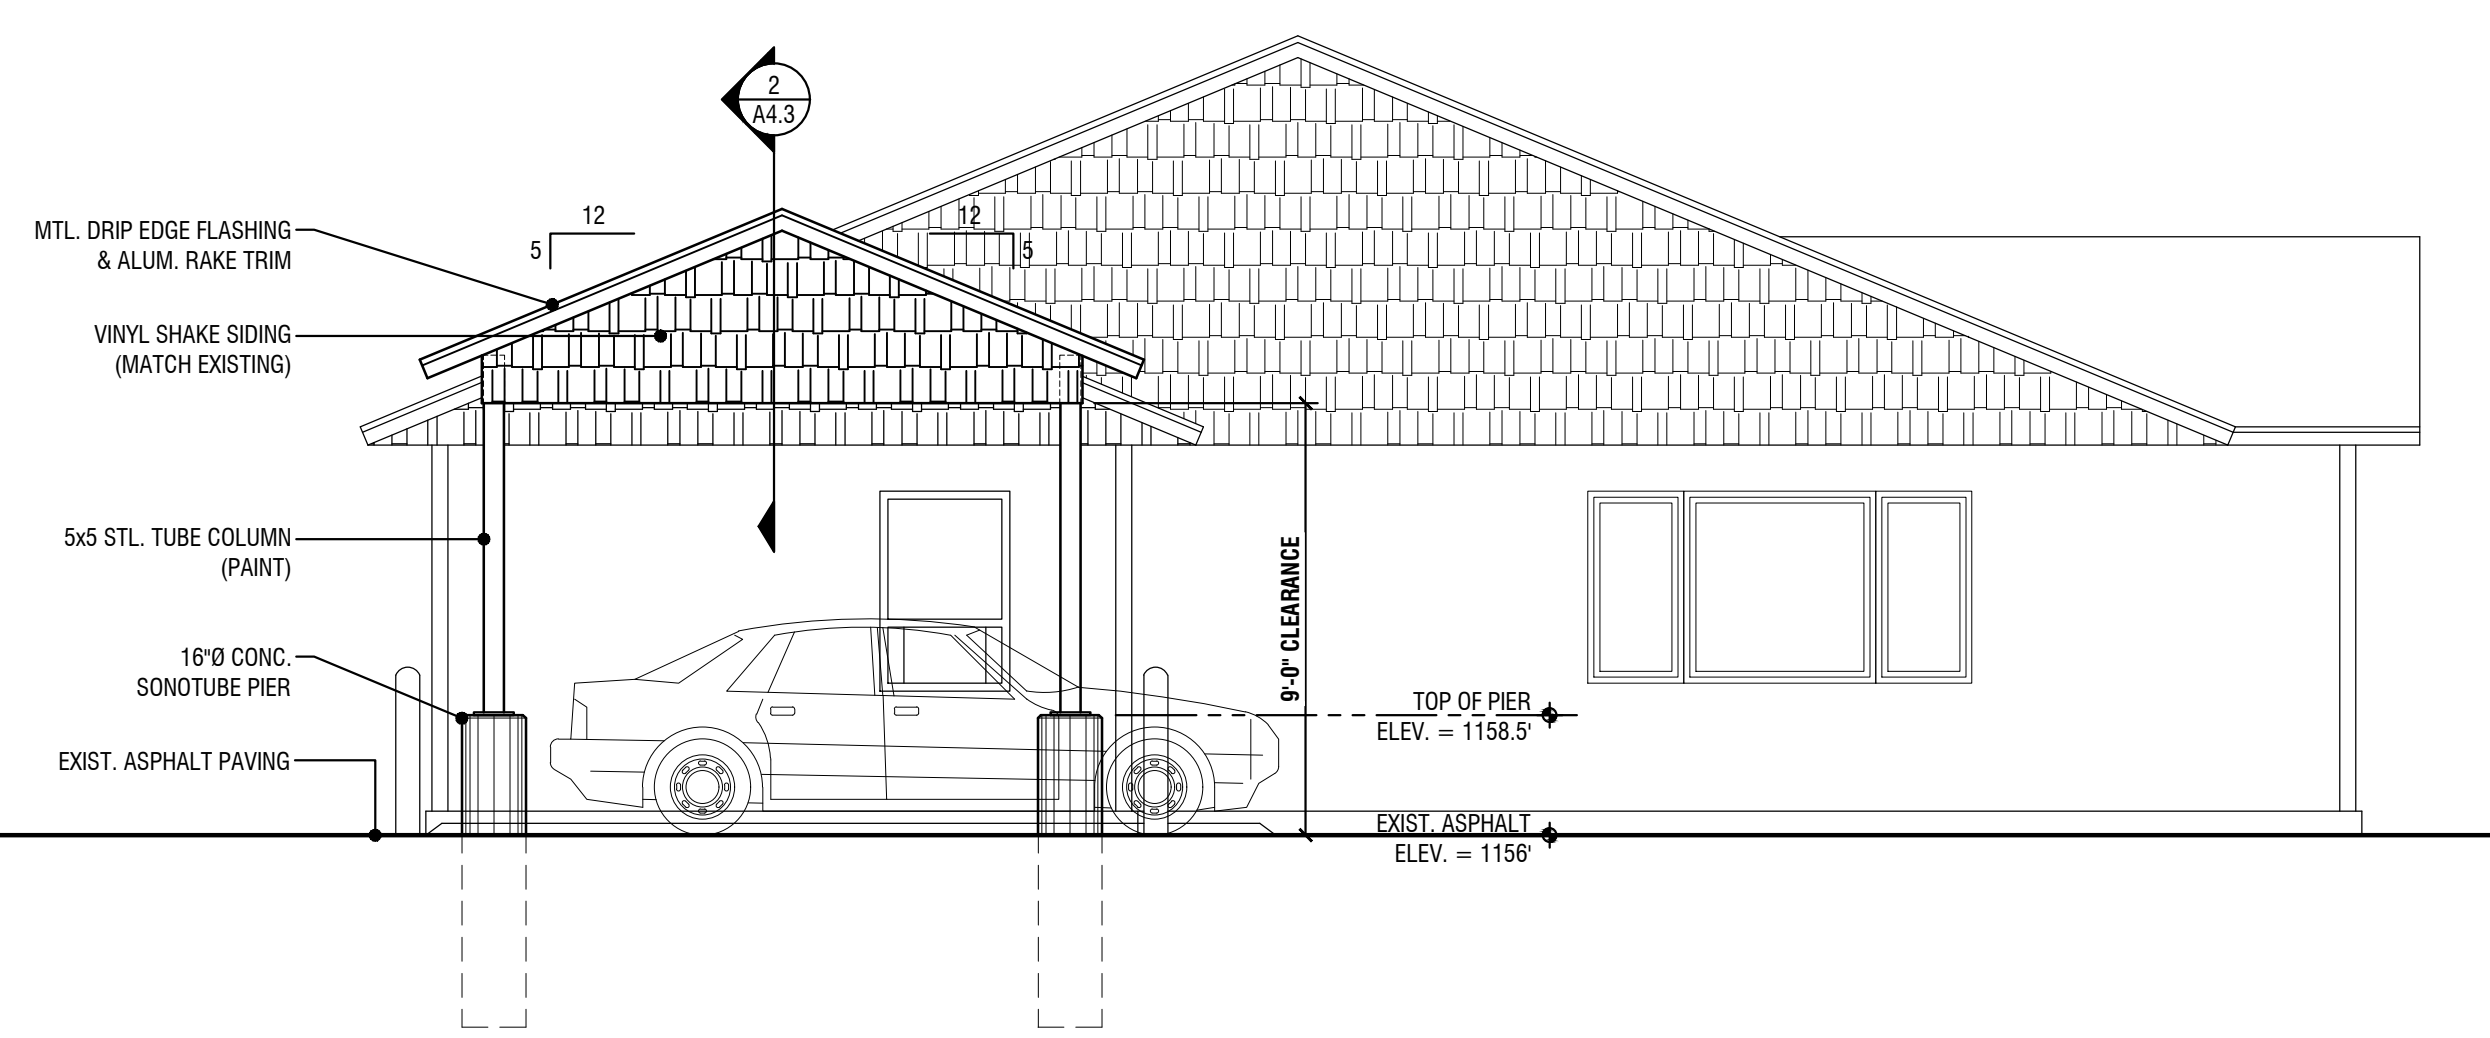 2
A4.3
12
5
12
5
MTL. DRIP EDGE FLASHING
& ALUM. RAKE TRIM
VINYL SHAKE SIDING
(MATCH EXISTING)
5x5 STL. TUBE COLUMN
(PAINT)
16"Ø CONC.
SONOTUBE PIER
EXIST. ASPHALT PAVING
9'-0" CLEARANCE
TOP OF PIER
ELEV. = 1158.5'
EXIST. ASPHALT
ELEV. = 1156'